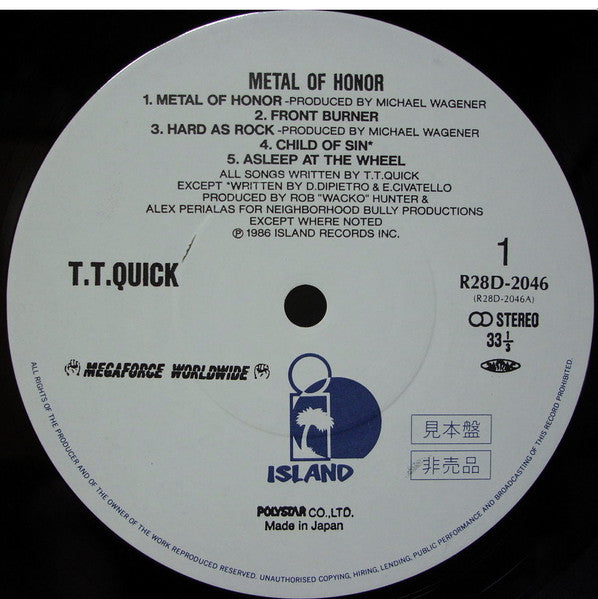 METAL OF HONOR
1. METAL OF HONOR-PRODUCED BY MICHAEL WAGENER
2. FRONT BURNER
3. HARD AS ROCK-PRODUCED BY MICHAEL WAGENER
4. CHILD OF SIN*
5. ASLEEP AT THE WHEEL
ALL SONGS WRITTEN BY T.T.QUICK
EXCEPT *WRITTEN BY D.DIPIETRO & E.CIVATELLO
PRODUCED BY ROB "WACKO" HUNTER &
ALEX PERIALAS FOR NEIGHBORHOOD BULLY PRODUCTIONS
EXCEPT WHERE NOTED
℗ 1986 ISLAND RECORDS INC.
T.T.QUICK
1
R28D-2046
(R28D-2046A)
STEREO
33 1/3
MEGAFORCE WORLDWIDE
ISLAND
見本盤
非売品
POLYSTAR CO.,LTD.
Made in Japan
ALL RIGHTS OF THE PRODUCER AND OF THE OWNER OF THE WORK REPRODUCED RESERVED. UNAUTHORISED COPYING, HIRING, LENDING, PUBLIC PERFORMANCE AND BROADCASTING OF THIS RECORD PROHIBITED.